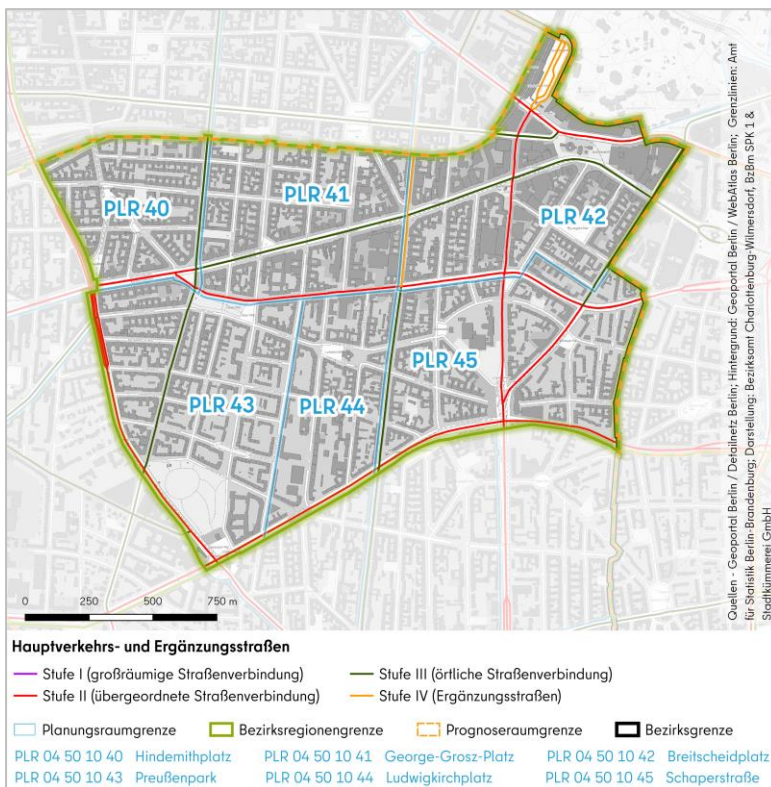 PLR 40
PLR 41
PLR 42
PLR 43
PLR 44
PLR 45
0 250 500 750 m
Quellen - Geoportal Berlin / Detailnetz Berlin; Hintergrund: Geoportal Berlin / WebAtlas Berlin; Grenzlinien: Amt
für Statistik Berlin-Brandenburg; Darstellung: Bezirksamt Charlottenburg-Wilmersdorf, BzBm SPK 1 &
Stadtkümmerei GmbH
Hauptverkehrs- und Ergänzungsstraßen
Stufe I (großräumige Straßenverbindung) Stufe III (örtliche Straßenverbindung)
Stufe II (übergeordnete Straßenverbindung) Stufe IV (Ergänzungsstraßen)
Planungsraumgrenze Bezirksregionengrenze Prognoseraumgrenze Bezirksgrenze
PLR 04 50 10 40 Hindemithplatz PLR 04 50 10 41 George-Grosz-Platz PLR 04 50 10 42 Breitscheidplatz
PLR 04 50 10 43 Preußenpark PLR 04 50 10 44 Ludwigkirchplatz PLR 04 50 10 45 Schaperstraße